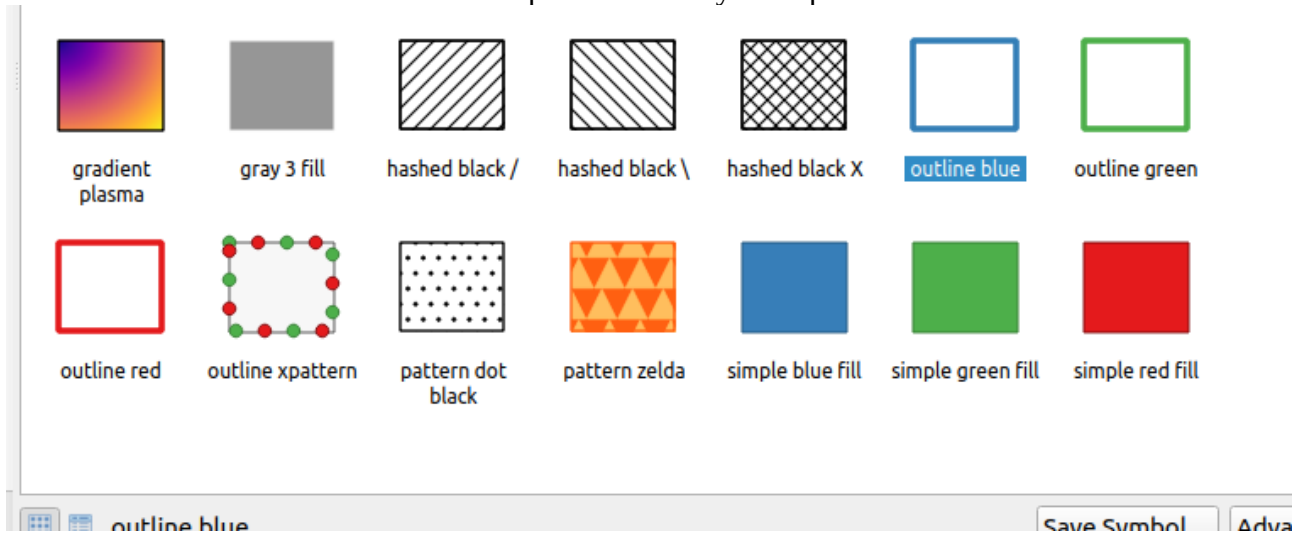 gradient
plasma
gray 3 fill
hashed black /
hashed black \
hashed black X
outline blue
outline green
outline red
outline xpattern
pattern dot
black
pattern zelda
simple blue fill
simple green fill
simple red fill
outline blue
Save Symbol...